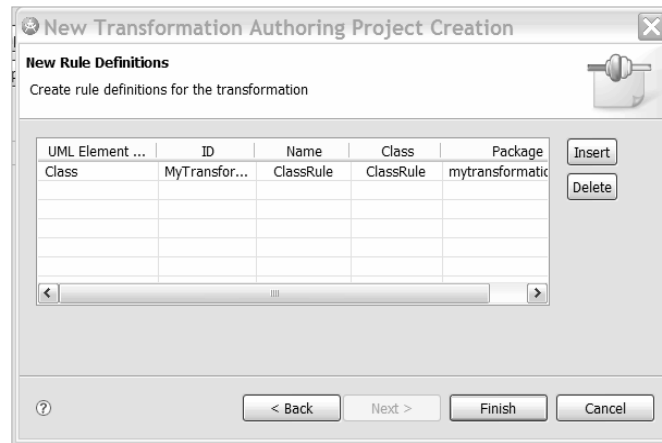 New Transformation Authoring Project Creation
New Rule Definitions
Create rule definitions for the transformation
UML Element ... ID Name Class Package Insert
Class MyTransfor... ClassRule ClassRule mytransformatic
Delete
< Back Next > Finish Cancel